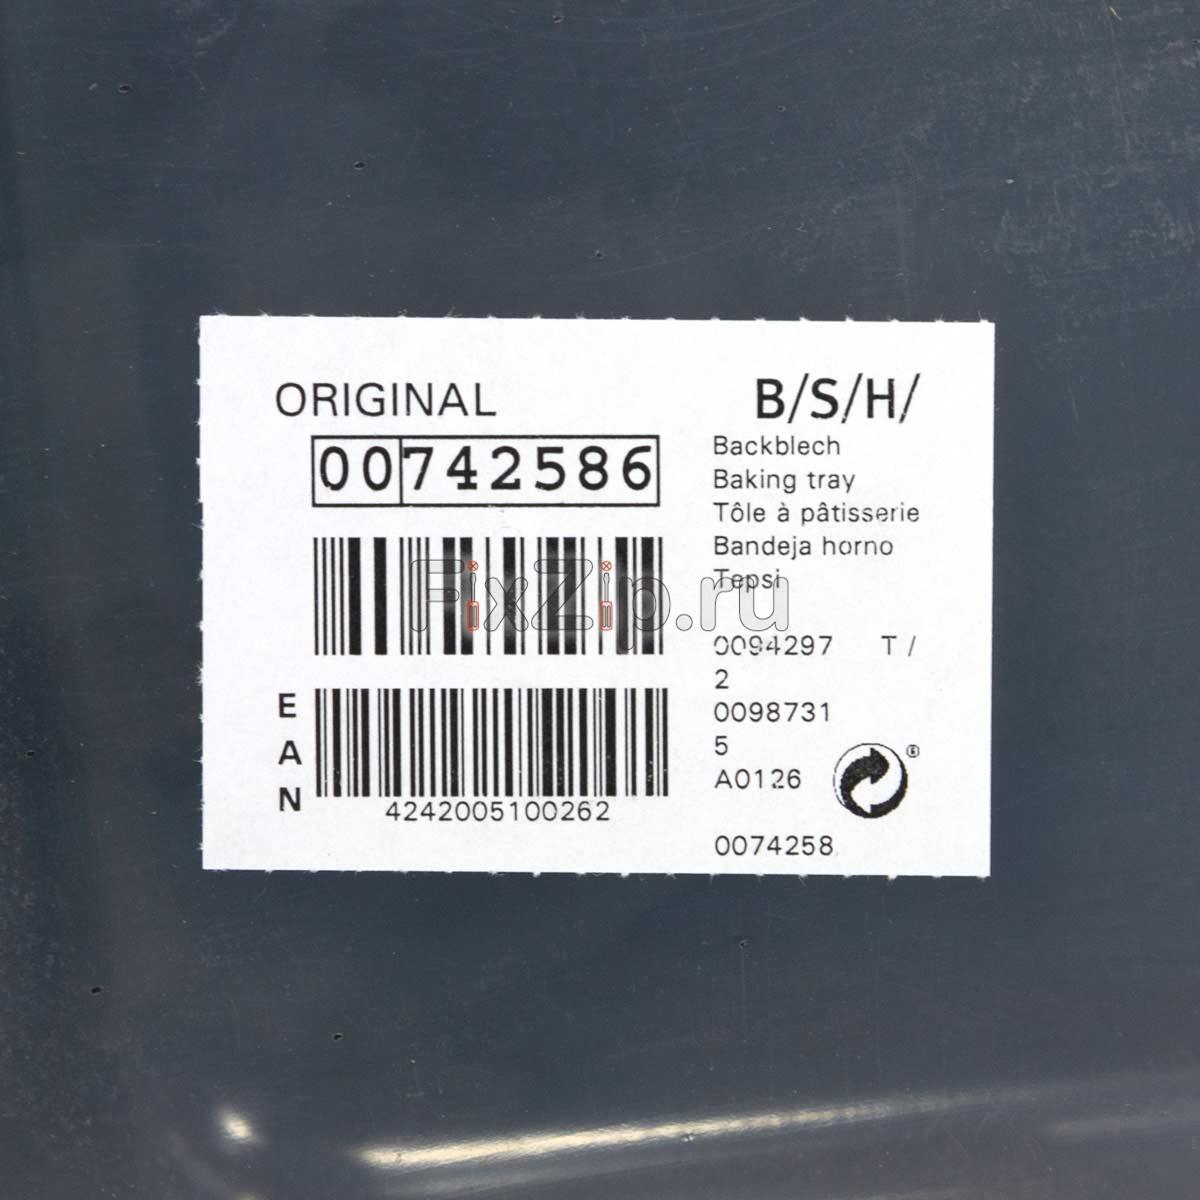 ORIGINAL
B/S/H/
00742586
Backblech
Baking tray
Tôle à pâtisserie
Bandeja horno
Tepsi
FixZip.ru
0094297 T /
2
0098731
5
A0126
0074258
EAN
4242005100262